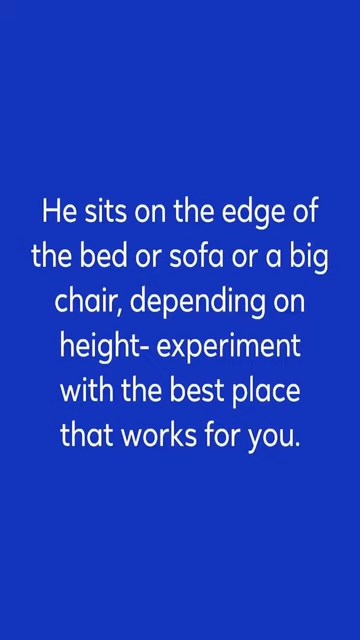 He sits on the edge of
the bed or sofa or a big
chair, depending on
height- experiment
with the best place
that works for you.